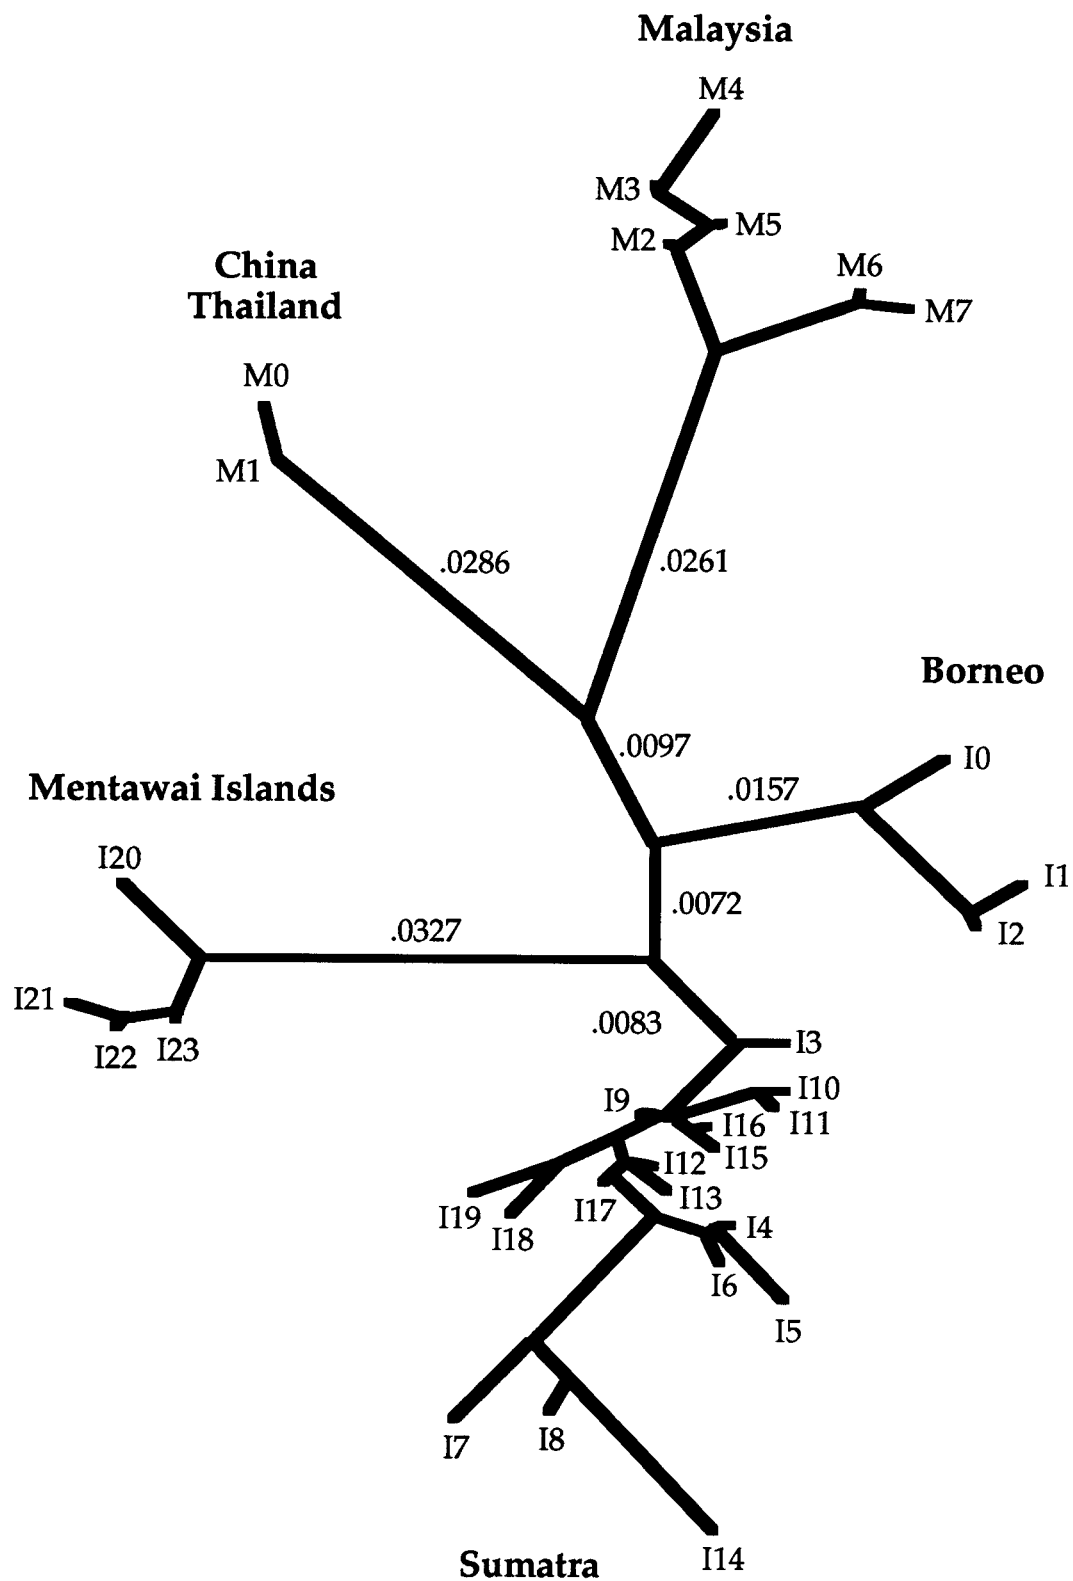 Malaysia
M4
M3
M5
M2
China
Thailand
M6
M7
M0
M1
.0286
.0261
Borneo
.0097
I0
.0157
Mentawai Islands
I20
I1
.0072
I2
.0327
I21
.0083
I22
I23
I3
I10
I9
I11
I16
I15
I12
I13
I17
I19
I18
I4
I6
I5
I7
I8
I14
Sumatra